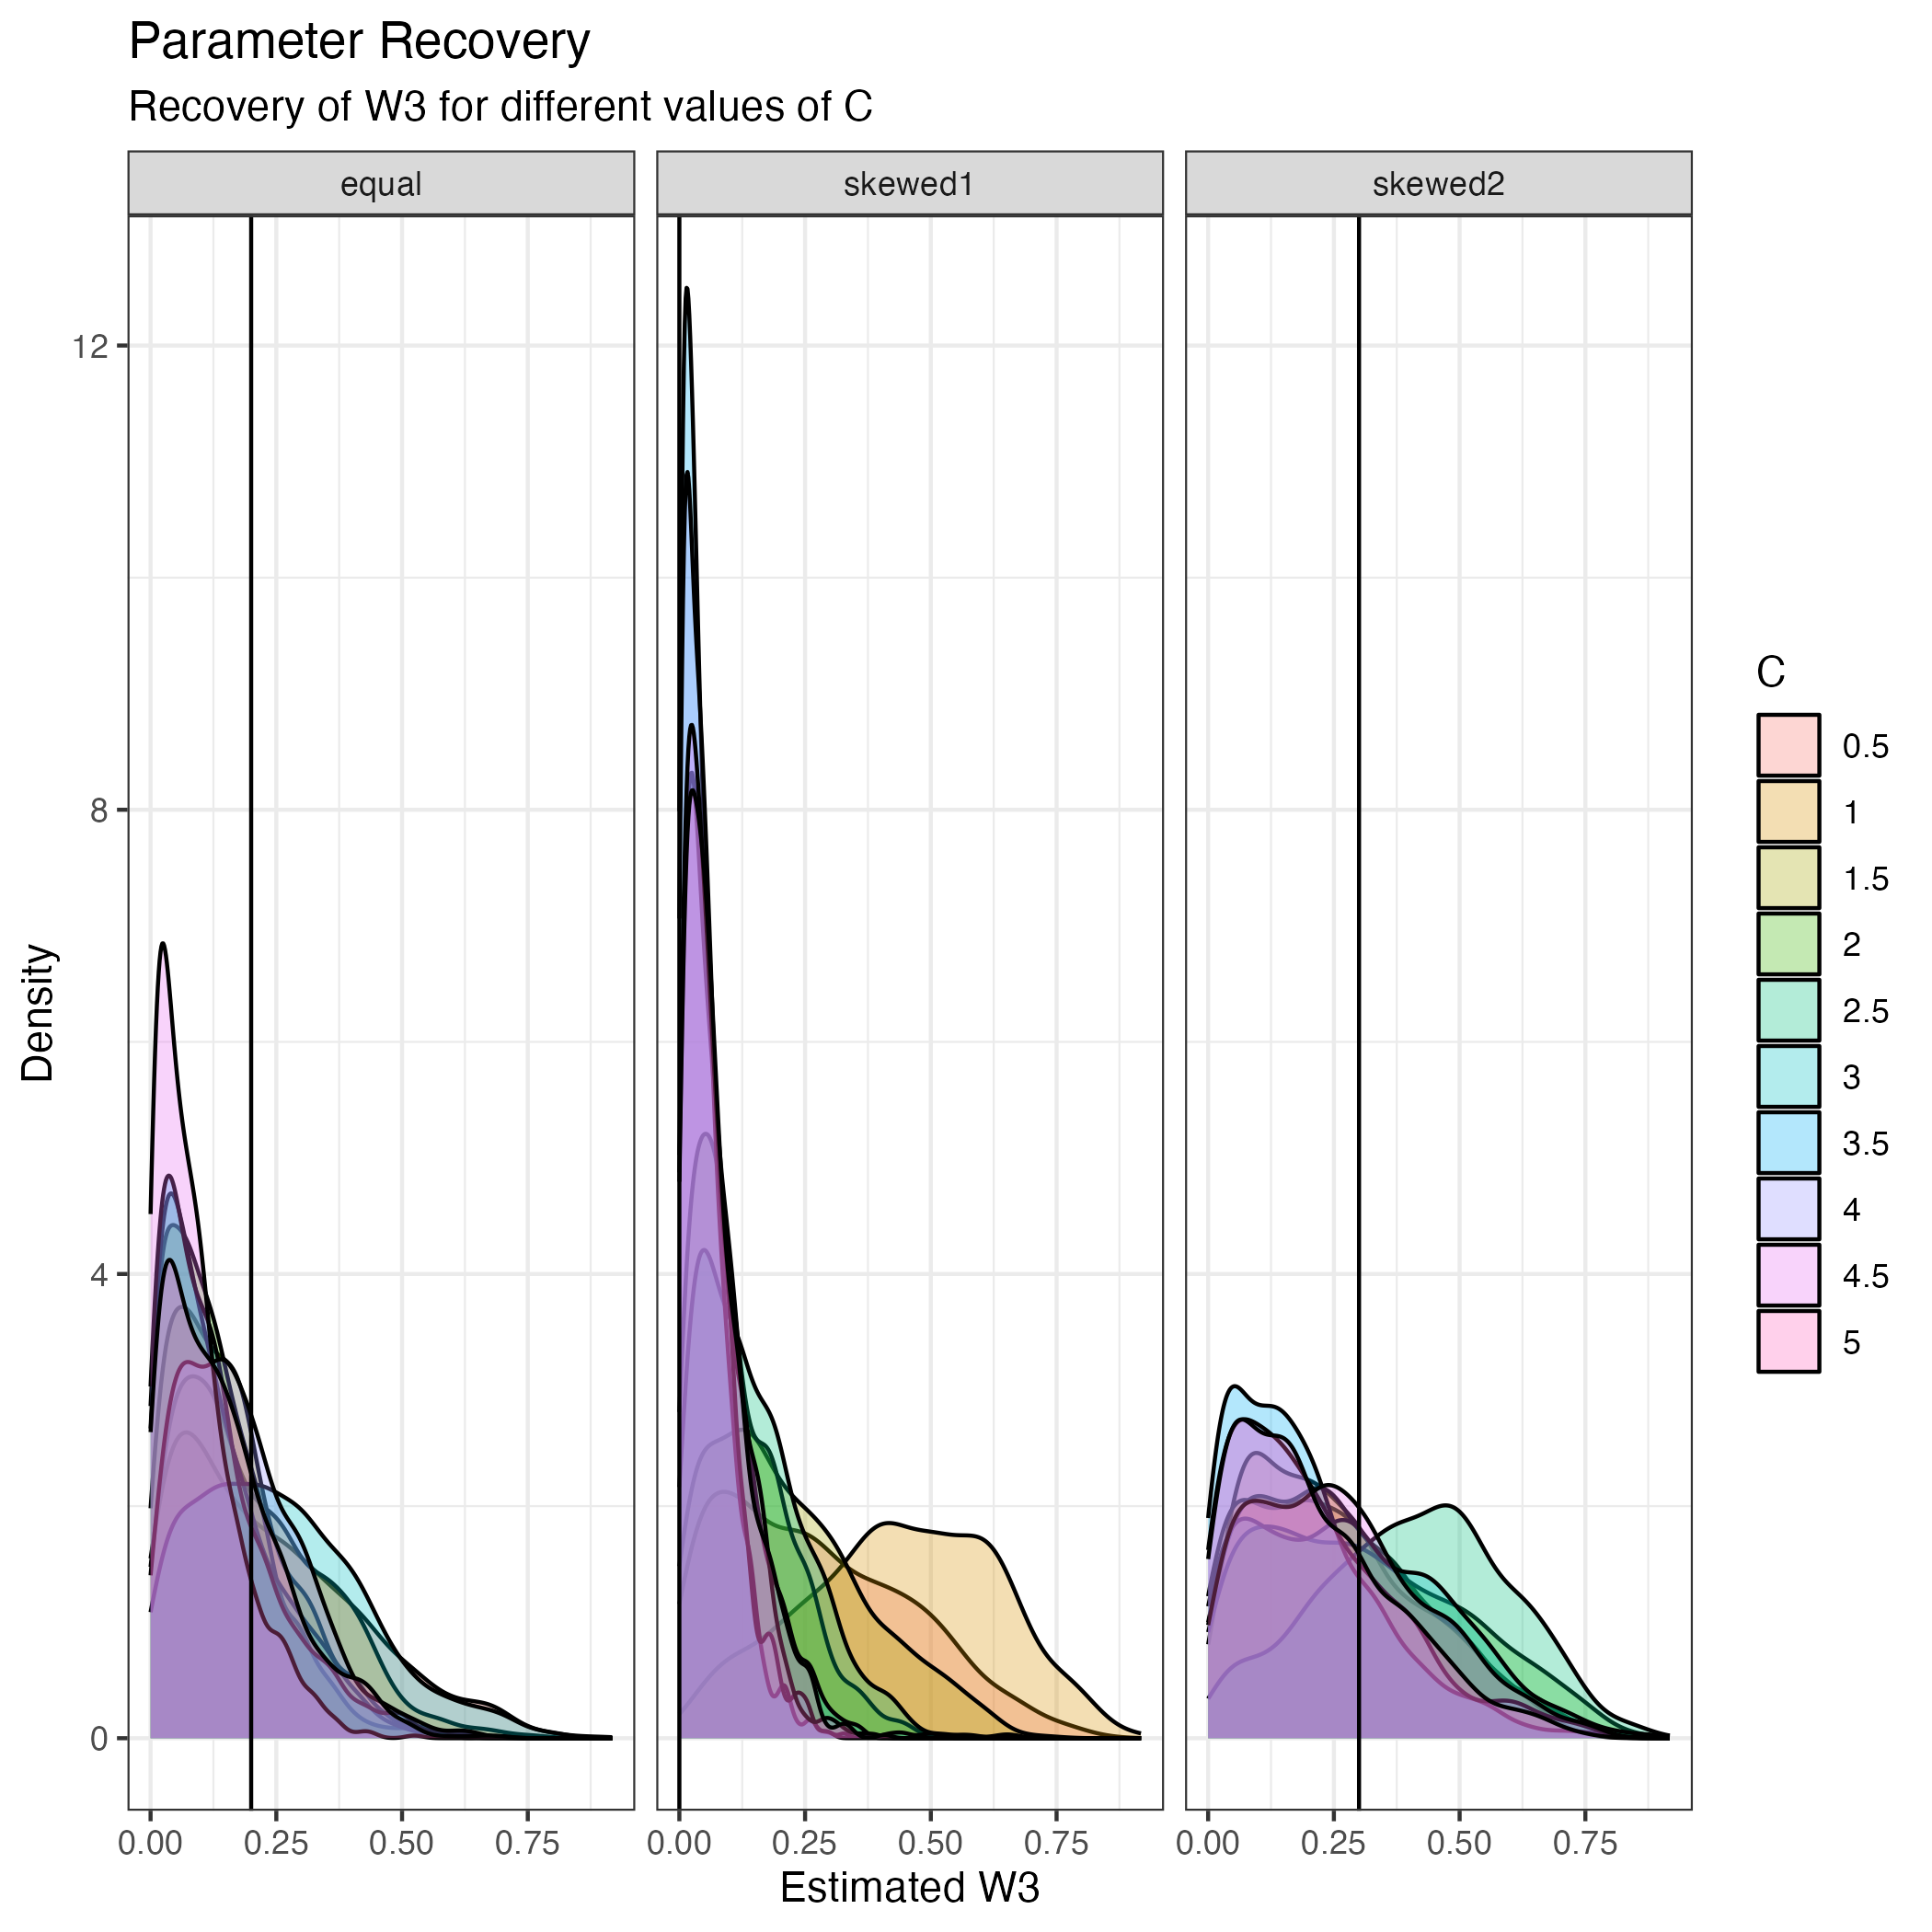 Parameter Recovery
Recovery of W3 for different values of C
equal
skewed1
skewed2
12
8
4
0
Density
0.00 0.25 0.50 0.75
0.00 0.25 0.50 0.75
0.00 0.25 0.50 0.75
Estimated W3
C
0.5
1
1.5
2
2.5
3
3.5
4
4.5
5